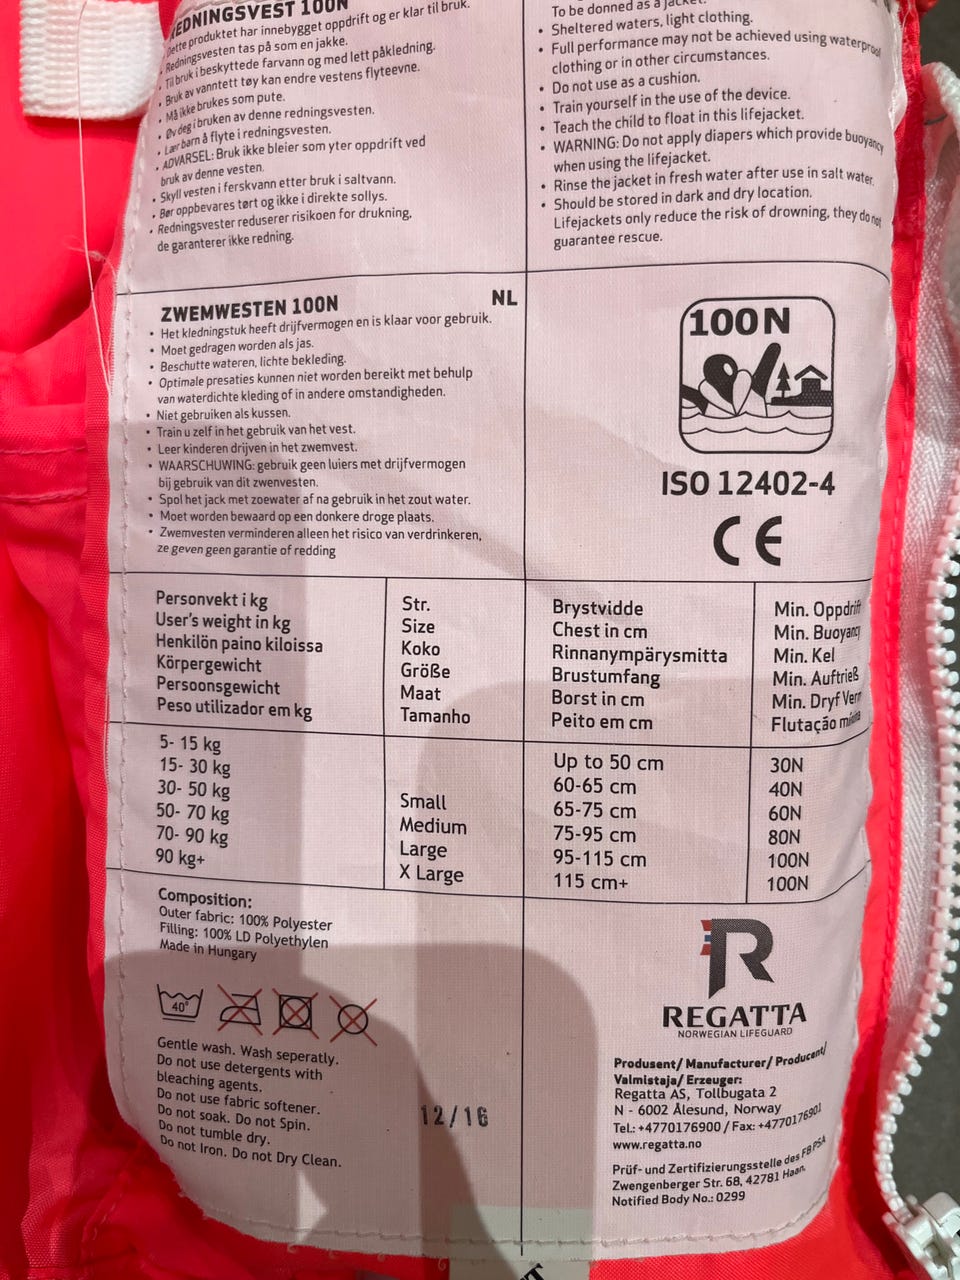 REDNINGSVEST 100N
Dette produktet har innebygget oppdrift og er klar til bruk.
• Redningsvesten tas på som en jakke.
• Til bruk i beskyttede farvann og med lett påkledning.
• Bruk av vanntett tøy kan endre vestens flyteevne.
• Må ikke brukes som pute.
• Øv deg i bruken av denne redningsvesten.
• Lær barn å flyte i redningsvesten.
• ADVARSEL: Bruk ikke bleier som yter oppdrift ved
bruk av denne vesten.
• Skyll vesten i ferskvann etter bruk i saltvann.
• Bør oppbevares tørt og ikke i direkte sollys.
• Redningsvester reduserer risikoen for drukning,
de garanterer ikke redning.
To be donned as a jacket.
• Sheltered waters, light clothing.
• Full performance may not be achieved using waterproof
clothing or in other circumstances.
• Do not use as a cushion.
• Train yourself in the use of the device.
• Teach the child to float in this lifejacket.
• WARNING: Do not apply diapers which provide buoyancy
when using the lifejacket.
• Rinse the jacket in fresh water after use in salt water.
• Should be stored in dark and dry location.
Lifejackets only reduce the risk of drowning, they do not
guarantee rescue.
ZWEMWESTEN 100N NL
• Het kledningstuk heeft drijfvermogen en is klaar voor gebruik.
• Moet gedragen worden als jas.
• Beschutte wateren, lichte bekleding.
• Optimale presaties kunnen niet worden bereikt met behulp
van waterdichte kleding of in andere omstandigheden.
• Niet gebruiken als kussen.
• Train u zelf in het gebruik van het vest.
• Leer kinderen drijven in het zwemvest.
• WAARSCHUWING: gebruik geen luiers met drijfvermogen
bij gebruik van dit zwenvesten.
• Spol het jack met zoewater af na gebruik in het zout water.
• Moet worden bewaard op een donkere droge plaats.
• Zwemvesten verminderen alleen het risico van verdrinkeren,
ze geven geen garantie of redding
100N
ISO 12402-4
CE
Personvekt i kg
User's weight in kg
Henkilön paino kiloissa
Körpergewicht
Persoonsgewicht
Peso utilizador em kg
Str.
Size
Koko
Größe
Maat
Tamanho
Brystvidde
Chest in cm
Rinnanympärysmitta
Brustumfang
Borst in cm
Peito em cm
Min. Oppdrift
Min. Buoyancy
Min. Kel
Min. Auftrieß
Min. Dryf Verr
Flutação mínima
5- 15 kg
15- 30 kg
30- 50 kg
50- 70 kg
70- 90 kg
90 kg+
Small
Medium
Large
X Large
Up to 50 cm
60-65 cm
65-75 cm
75-95 cm
95-115 cm
115 cm+
30N
40N
60N
80N
100N
100N
Composition:
Outer fabric: 100% Polyester
Filling: 100% LD Polyethylen
Made in Hungary
40°
Gentle wash. Wash seperatly.
Do not use detergents with
bleaching agents.
Do not use fabric softener.
Do not soak. Do not Spin.
Do not tumble dry.
Do not Iron. Do not Dry Clean.
12/16
R
REGATTA
NORWEGIAN LIFEGUARD
Produsent/ Manufacturer/ Producent/
Valmistaja/ Erzeuger:
Regatta AS, Tollbugata 2
N - 6002 Ålesund, Norway
Tel.: +4770176900 / Fax: +4770176901
www.regatta.no
Prüf- und Zertifizierungsstelle des FB PSA
Zwengenberger Str. 68, 42781 Haan.
Notified Body No.: 0299